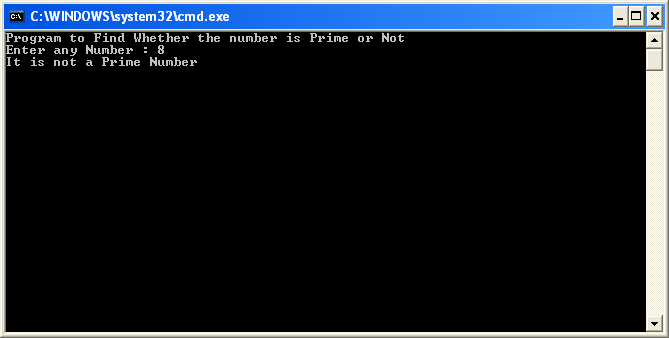 C:\WINDOWS\system32\cmd.exe
Program to Find Whether the number is Prime or Not
Enter any Number : 8
It is not a Prime Number